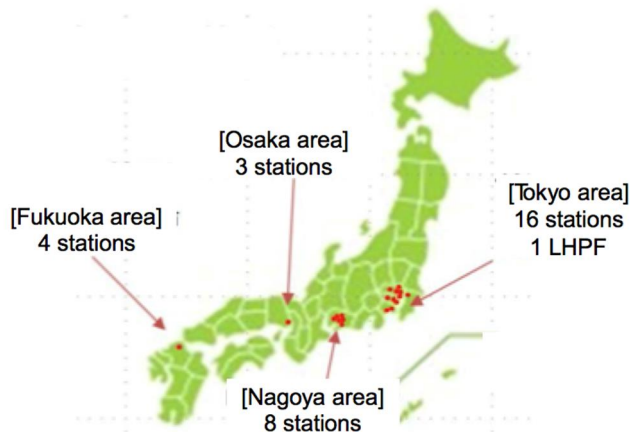 [Osaka area]
3 stations
[Tokyo area]
16 stations
1 LHPF
[Fukuoka area]
4 stations
[Nagoya area]
8 stations